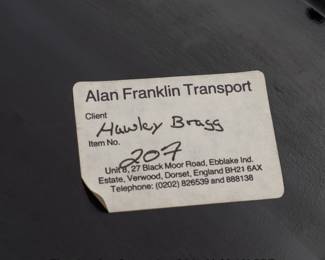 Alan Franklin Transport
Client
Hawley Bragg
Item No.
207
Unit 8, 27 Black Moor Road, Ebblake Ind.
Estate, Verwood, Dorset, England BH21 6AX
Telephone: (0202) 826539 and 888138